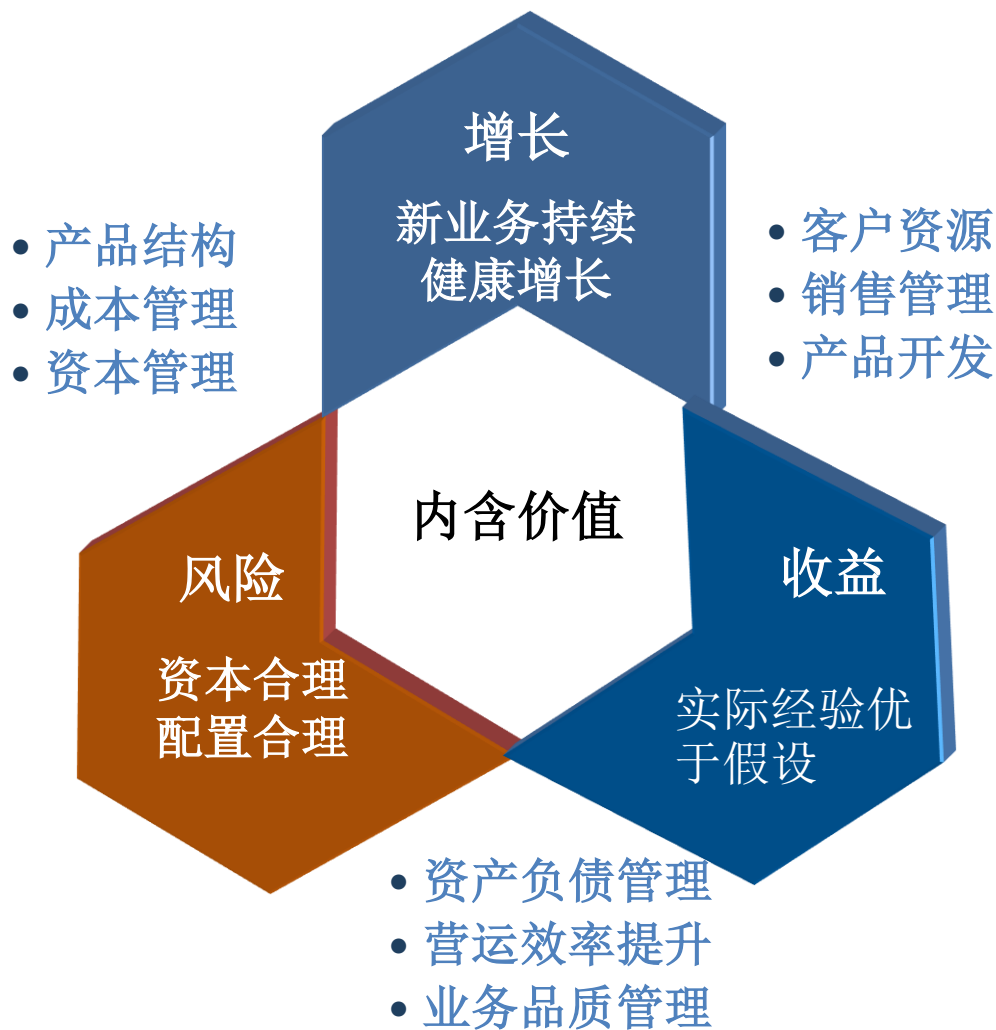 增长
新业务持续
健康增长
• 产品结构
• 成本管理
• 资本管理
• 客户资源
• 销售管理
• 产品开发
内含价值
风险
资本合理
配置合理
收益
实际经验优
于假设
• 资产负债管理
• 营运效率提升
• 业务品质管理